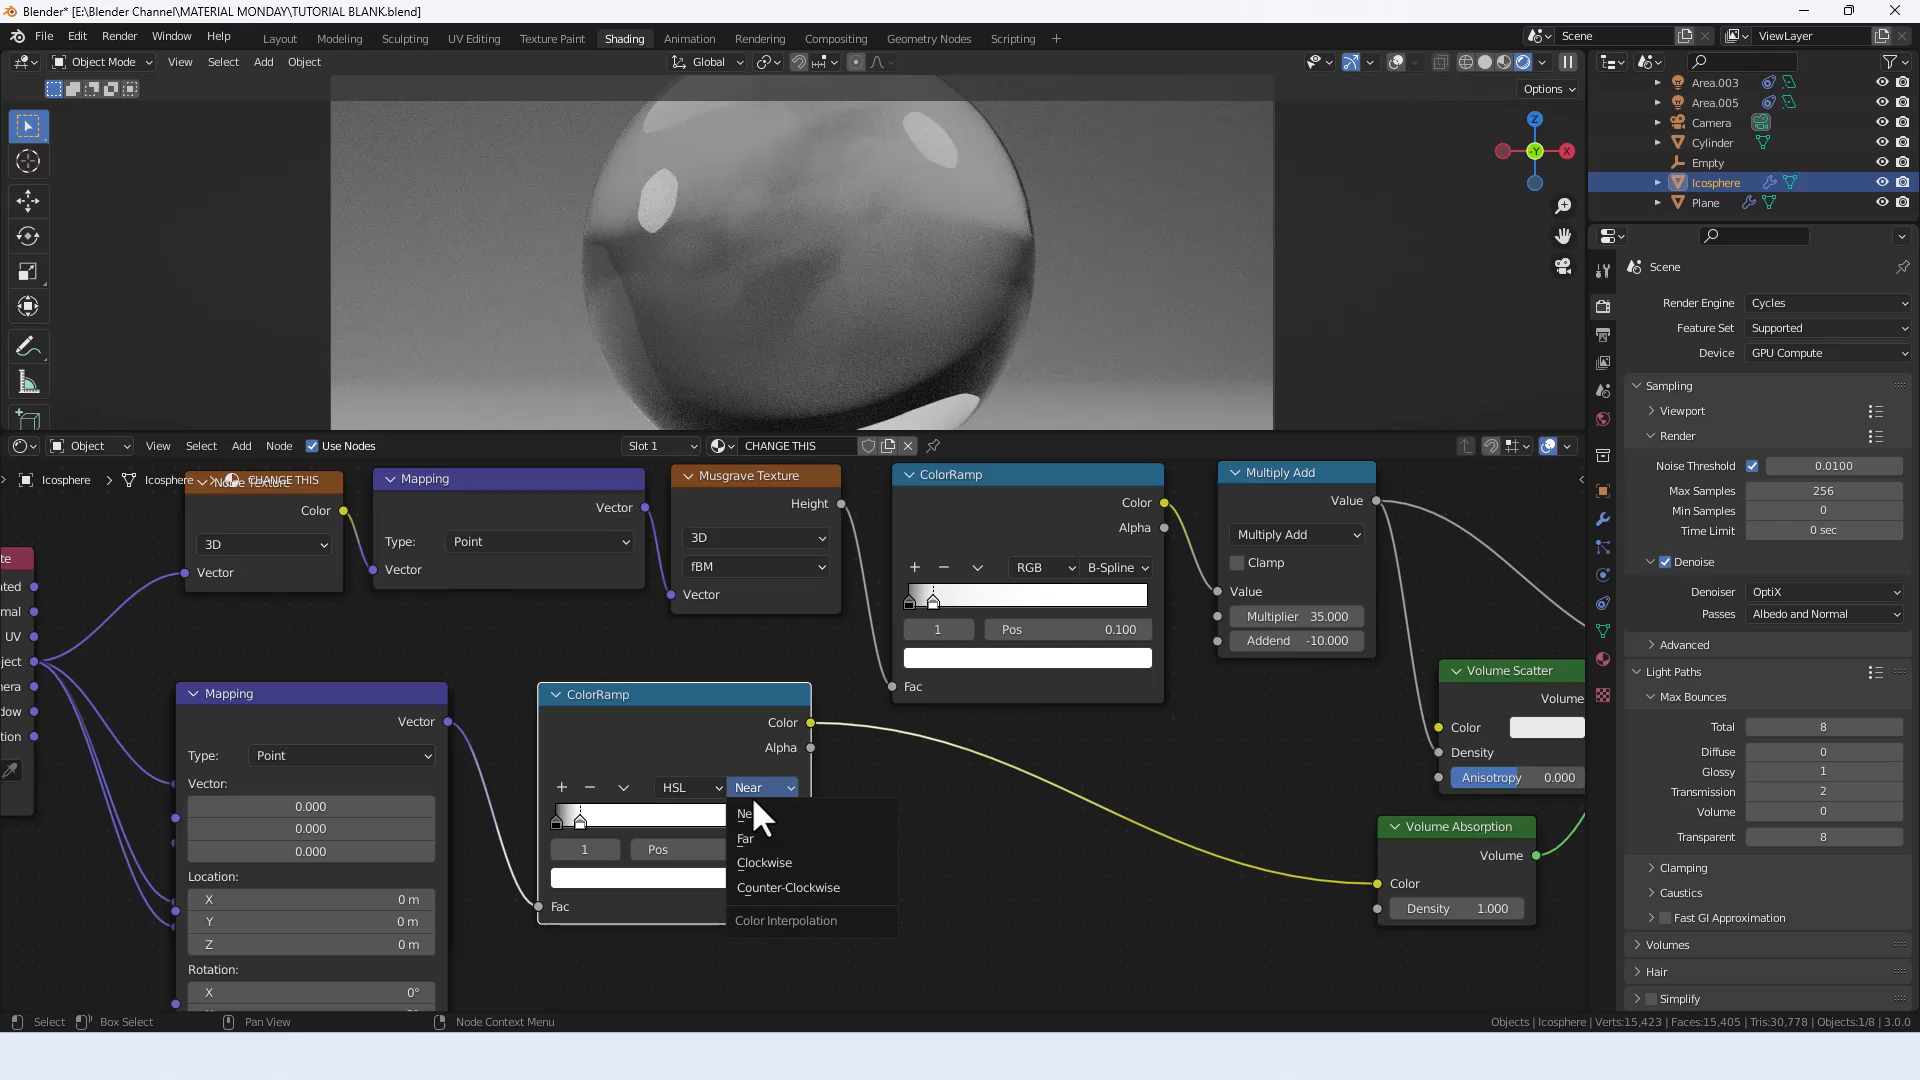 Blender* [E:\Blender Channel\MATERIAL MONDAY\TUTORIAL BLANK.blend]
File Edit Render Window Help
Layout Modeling Sculpting UV Editing Texture Paint Shading Animation Rendering Compositing Geometry Nodes Scripting +
Scene
ViewLayer
Object Mode View Select Add Object
Global
Options
Z
X
-Y
Area.003
Area.005
Camera
Cylinder
Empty
Icosphere
Plane
Scene
Render Engine Cycles
Feature Set Supported
Device GPU Compute
Sampling
Viewport
Render
Noise Threshold 0.0100
Max Samples 256
Min Samples 0
Time Limit 0 sec
Denoise
Denoiser OptiX
Passes Albedo and Normal
Advanced
Light Paths
Max Bounces
Total 8
Diffuse 0
Glossy 1
Transmission 2
Volume 0
Transparent 8
Clamping
Caustics
Fast GI Approximation
Volumes
Hair
Simplify
Object View Select Add Node Use Nodes
Slot 1
CHANGE THIS
Icosphere Icosphere CHANGE THIS
Noise Texture
Color
3D
Vector
Mapping
Vector
Type: Point
Vector
Musgrave Texture
Height
3D
fBM
Vector
ColorRamp
Color
Alpha
RGB B-Spline
1 Pos 0.100
Fac
Multiply Add
Value
Multiply Add
Clamp
Value
Multiplier 35.000
Addend -10.000
te
ted
mal
UV
ject
era
dow
tion
Mapping
Vector
Type: Point
Vector:
0.000
0.000
0.000
Location:
X 0 m
Y 0 m
Z 0 m
Rotation:
X 0°
ColorRamp
Color
Alpha
HSL Near
1 Pos
Fac
Ne
Far
Clockwise
Counter-Clockwise
Color Interpolation
Volume Scatter
Volume
Color
Density
Anisotropy 0.000
Volume Absorption
Volume
Color
Density 1.000
Select Box Select Pan View Node Context Menu
Objects | Icosphere | Verts:15,423 | Faces:15,405 | Tris:30,778 | Objects:1/8 | 3.0.0